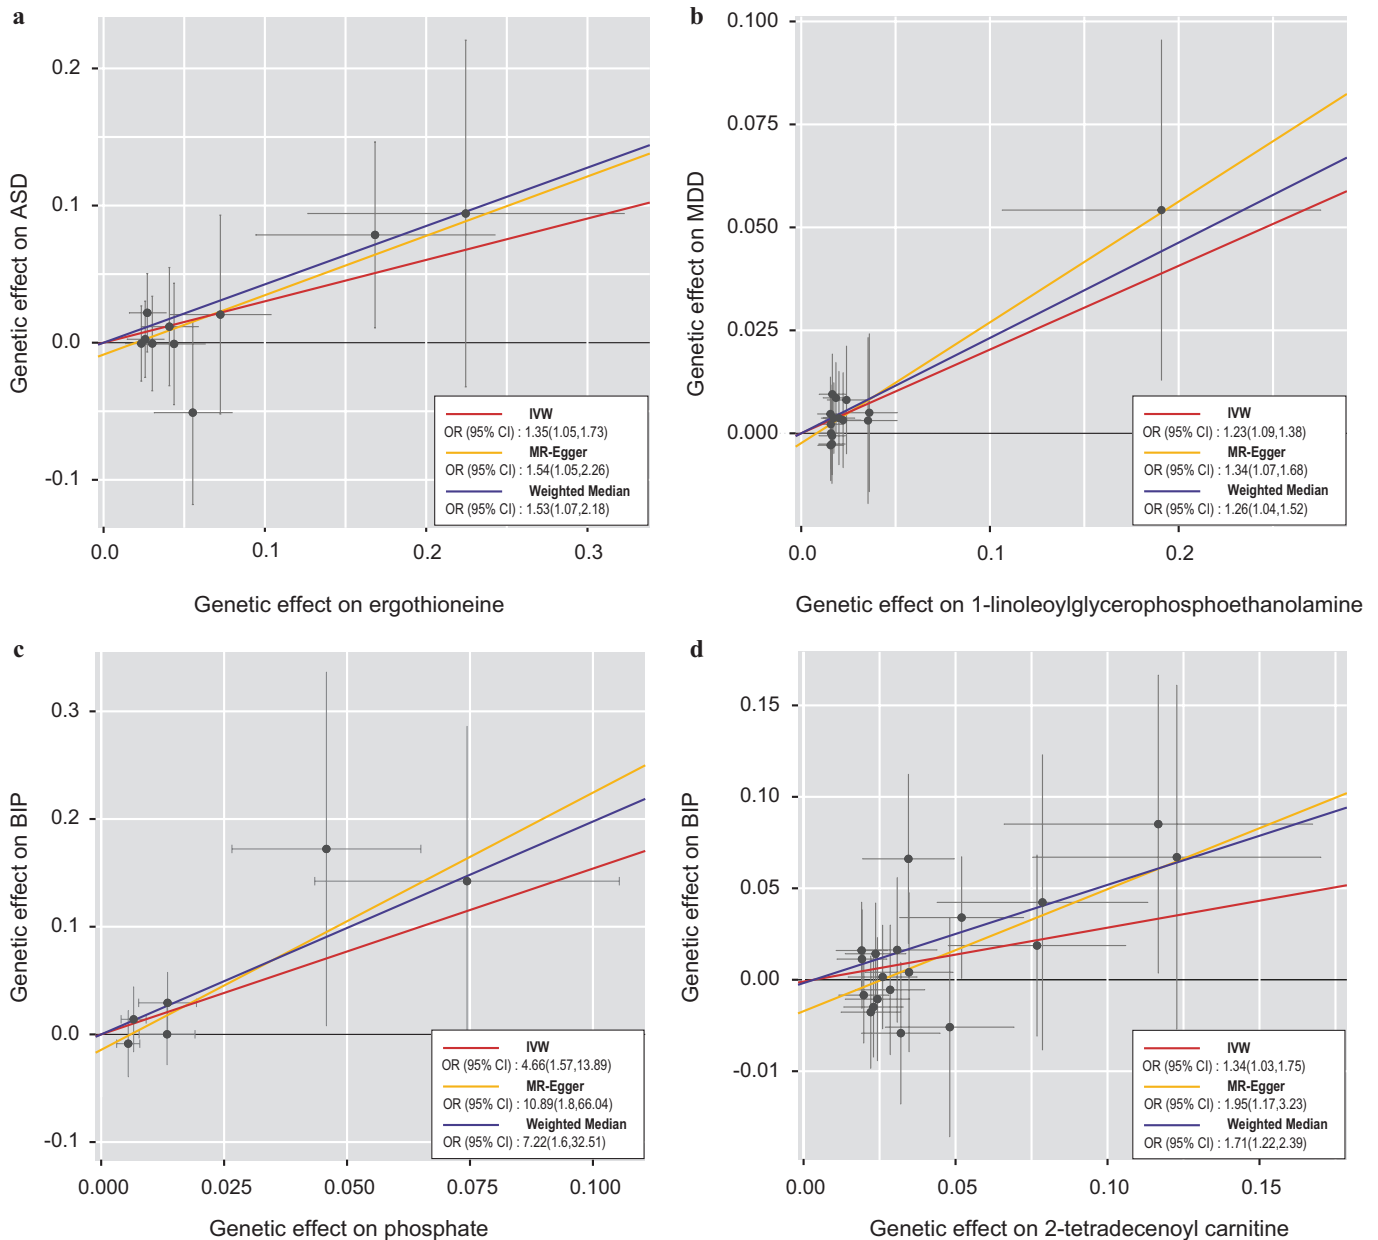 a
0.2
0.1
0.0
-0.1
Genetic effect on ASD
IVW
OR (95% CI) : 1.35(1.05,1.73)
MR-Egger
OR (95% CI) : 1.54(1.05,2.26)
Weighted Median
OR (95% CI) : 1.53(1.07,2.18)
0.0 0.1 0.2 0.3
Genetic effect on ergothioneine
b
0.100
0.075
0.050
0.025
0.000
Genetic effect on MDD
IVW
OR (95% CI) : 1.23(1.09,1.38)
MR-Egger
OR (95% CI) : 1.34(1.07,1.68)
Weighted Median
OR (95% CI) : 1.26(1.04,1.52)
0.0 0.1 0.2
Genetic effect on 1-linoleoylglycerophosphoethanolamine
c
0.3
0.2
0.1
0.0
-0.1
Genetic effect on BIP
IVW
OR (95% CI) : 4.66(1.57,13.89)
MR-Egger
OR (95% CI) : 10.89(1.8,66.04)
Weighted Median
OR (95% CI) : 7.22(1.6,32.51)
0.000 0.025 0.050 0.075 0.100
Genetic effect on phosphate
d
0.15
0.10
0.050
0.000
-0.01
Genetic effect on BIP
IVW
OR (95% CI) : 1.34(1.03,1.75)
MR-Egger
OR (95% CI) : 1.95(1.17,3.23)
Weighted Median
OR (95% CI) : 1.71(1.22,2.39)
0.00 0.05 0.10 0.15
Genetic effect on 2-tetradecenoyl carnitine